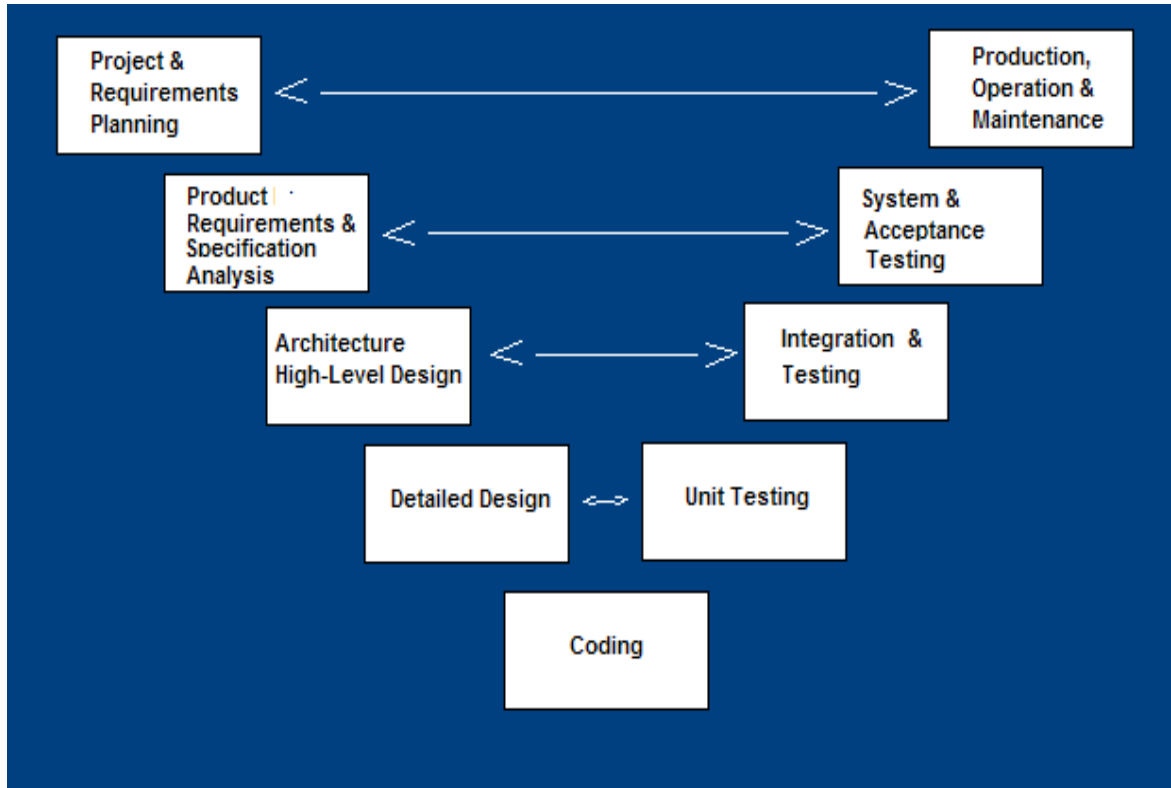 Project &
Requirements
Planning
Production,
Operation &
Maintenance
Product
Requirements &
Specification
Analysis
System &
Acceptance
Testing
Architecture
High-Level Design
Integration &
Testing
Detailed Design
Unit Testing
Coding